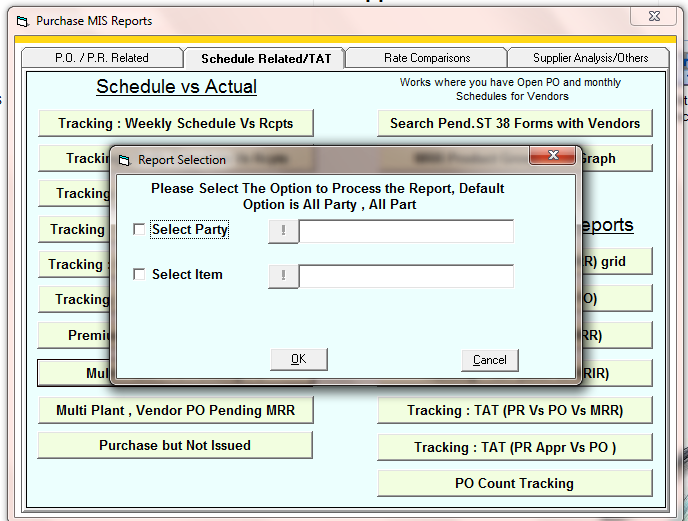 Purchase MIS Reports
P.O. / P.R. Related
Schedule Related/TAT
Rate Comparisons
Supplier Analysis/Others
Schedule vs Actual
Works where you have Open PO and monthly
Schedules for Vendors
Tracking : Weekly Schedule Vs Rcpts
Search Pend.ST 38 Forms with Vendors
Graph
Report Selection
Please Select The Option to Process the Report, Default
Option is All Party , All Part
Select Party
!
Select Item
!
OK
Cancel
Tracking
Tracking
Tracking :
Tracking
eports
R) grid
O)
RR)
RIR)
Multi Plant , Vendor PO Pending MRR
Purchase but Not Issued
Tracking : TAT (PR Vs PO Vs MRR)
Tracking : TAT (PR Appr Vs PO )
PO Count Tracking